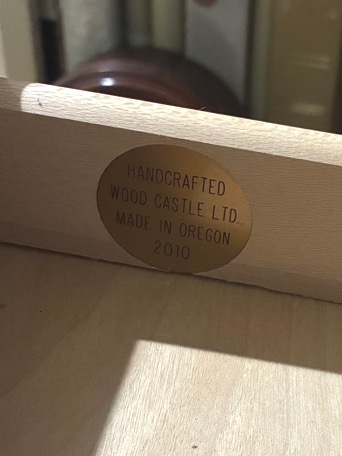 HANDCRAFTED
WOOD CASTLE LTD.
MADE IN OREGON
2010